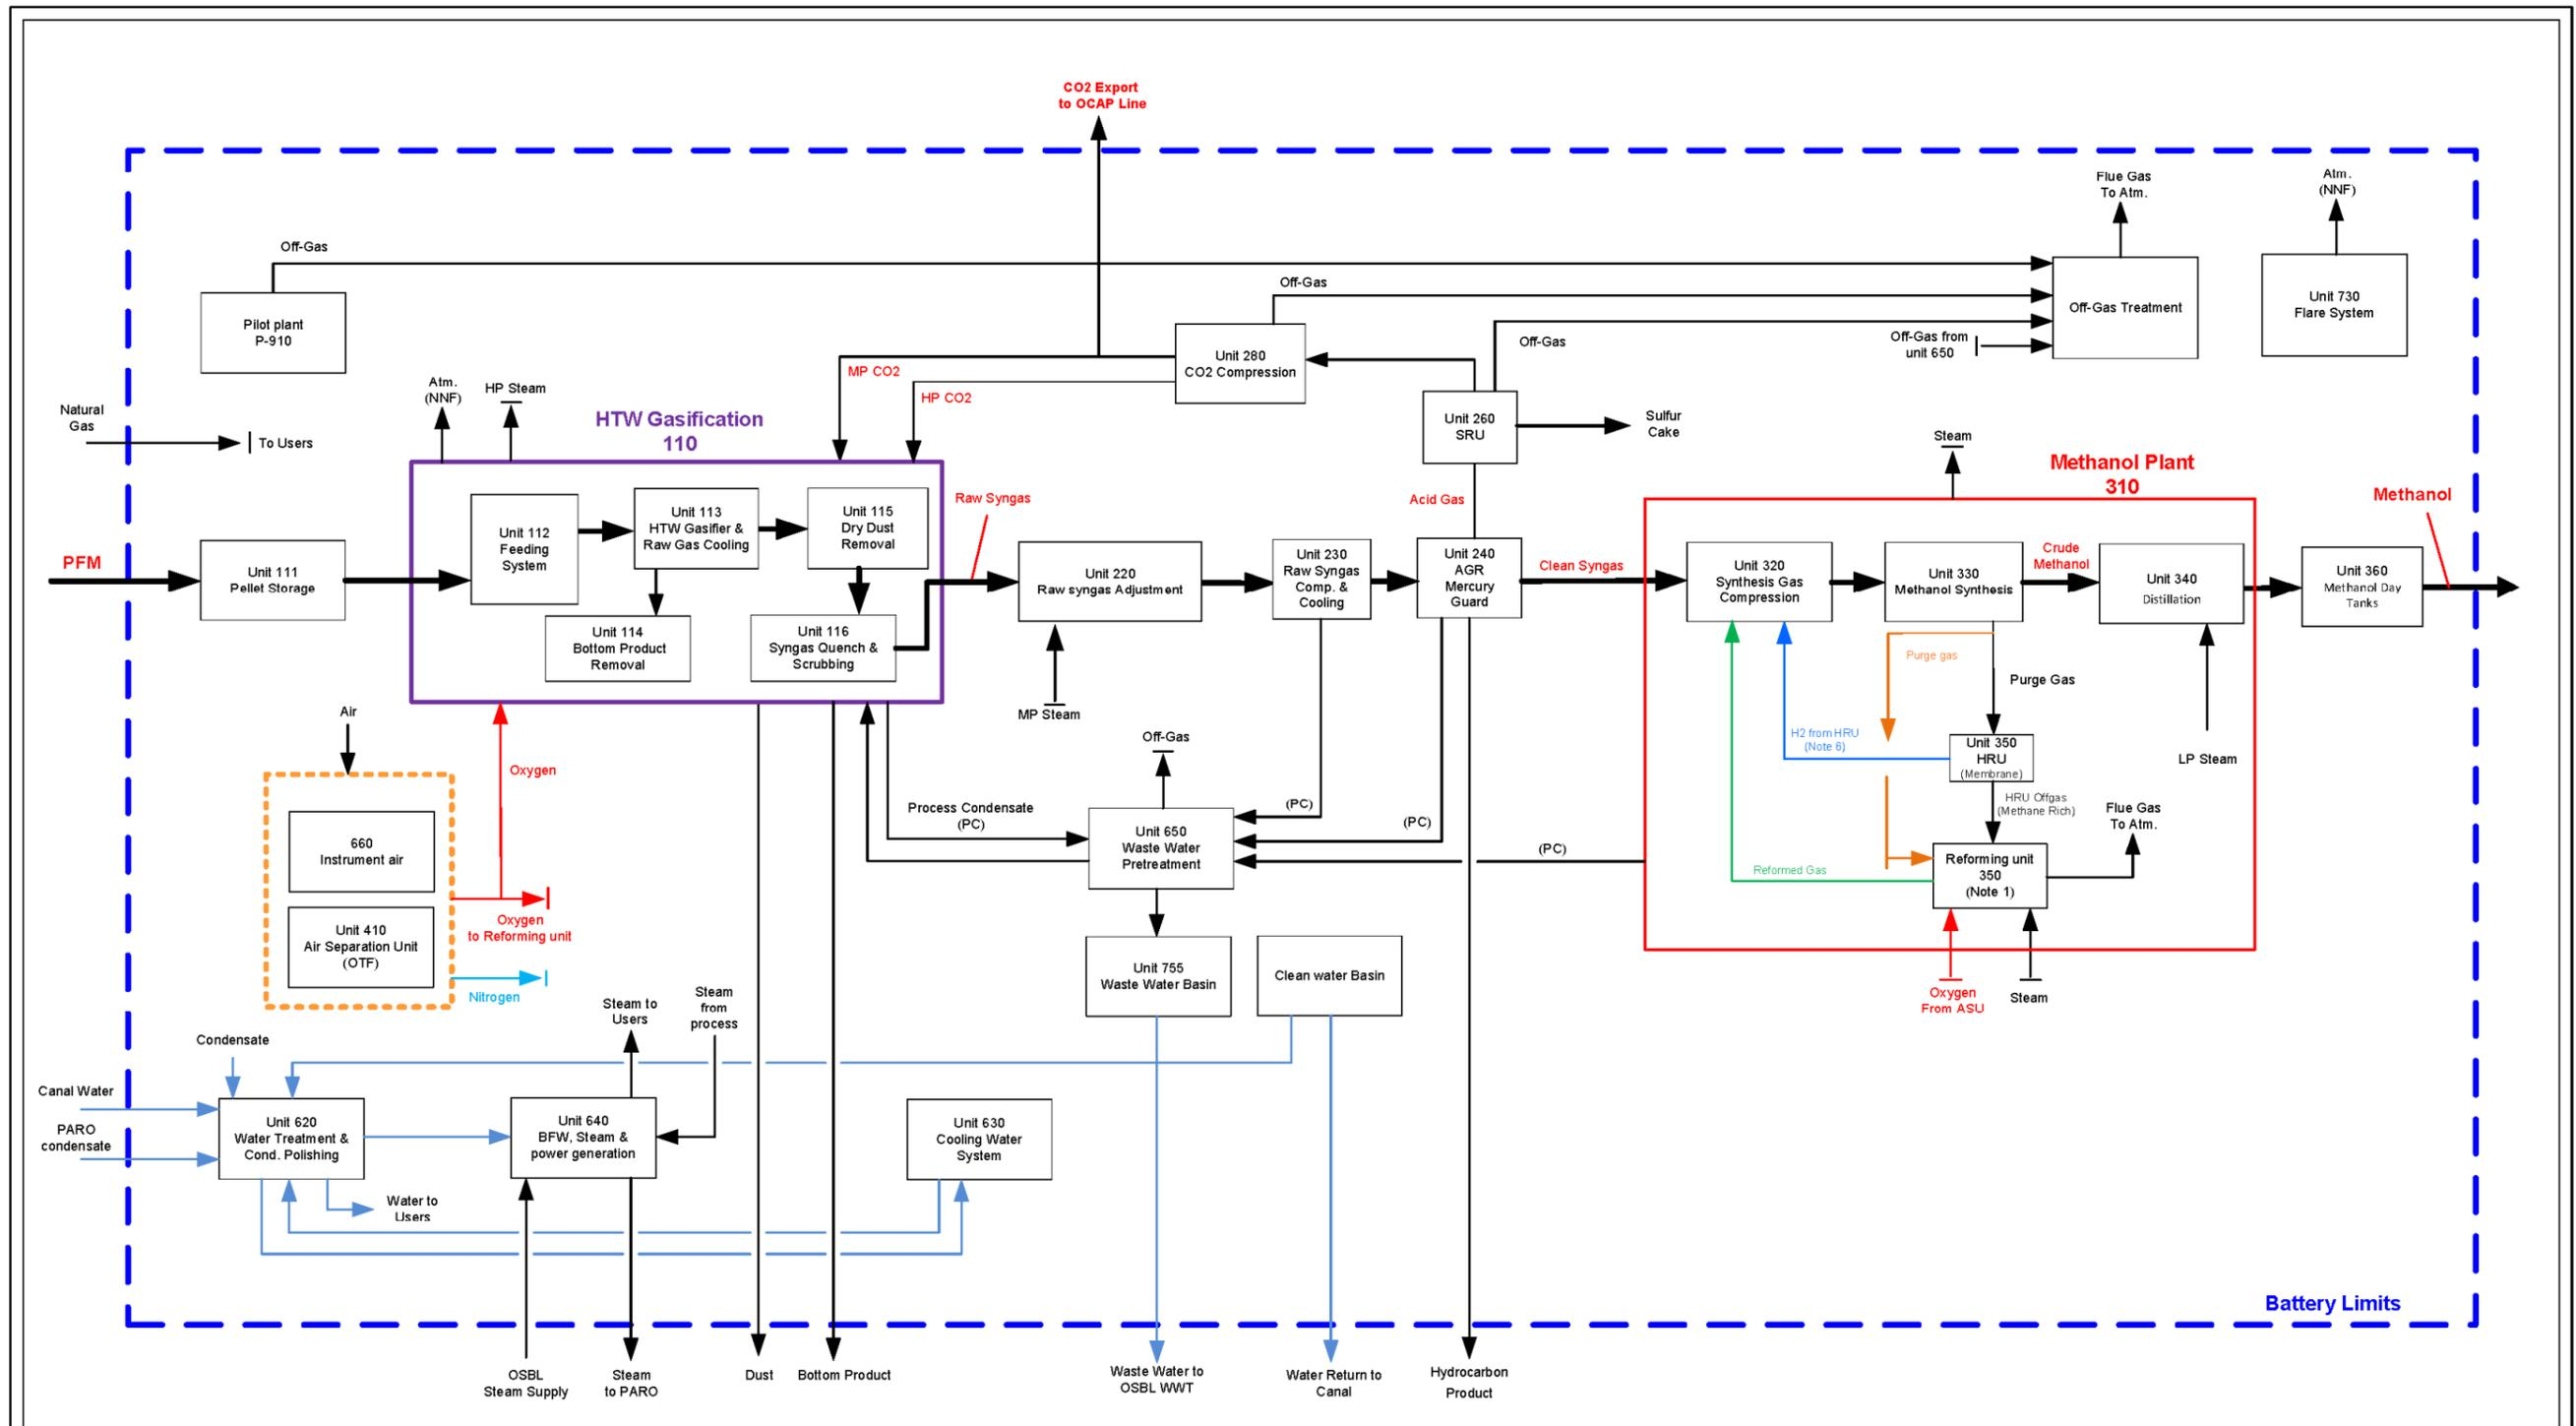 CO2 Export
to OCAP Line
Flue Gas
To Atm.
Atm.
(NNF)
Off-Gas
Off-Gas
Pilot plant
P-910
Off-Gas Treatment
Unit 730
Flare System
Off-Gas
Off-Gas from
unit 650
Unit 280
CO2 Compression
MP CO2
HP CO2
Atm.
(NNF)
HP Steam
Natural
Gas
To Users
HTW Gasification
110
Unit 260
SRU
Sulfur
Cake
Steam
Methanol Plant
310
Methanol
Acid Gas
Raw Syngas
PFM
Unit 111
Pellet Storage
Unit 112
Feeding
System
Unit 113
HTW Gasifier &
Raw Gas Cooling
Unit 115
Dry Dust
Removal
Unit 114
Bottom Product
Removal
Unit 116
Syngas Quench &
Scrubbing
Unit 220
Raw syngas Adjustment
Unit 230
Raw Syngas
Comp. &
Cooling
Unit 240
AGR
Mercury
Guard
Clean Syngas
Unit 320
Synthesis Gas
Compression
Unit 330
Methanol Synthesis
Crude
Methanol
Unit 340
Distillation
Unit 360
Methanol Day
Tanks
Purge gas
Purge Gas
MP Steam
Air
Off-Gas
H2 from HRU
(Note 6)
Unit 350
HRU
(Membrane)
LP Steam
Oxygen
HRU Offgas
(Methane Rich)
Flue Gas
To Atm.
Process Condensate
(PC)
(PC)
(PC)
(PC)
Unit 650
Waste Water
Pretreatment
660
Instrument air
Reformed Gas
Reforming unit
350
(Note 1)
Oxygen
to Reforming unit
Unit 410
Air Separation Unit
(OTF)
Nitrogen
Unit 755
Waste Water Basin
Clean water Basin
Oxygen
From ASU
Steam
Steam to
Users
Steam
from
process
Condensate
Canal Water
PARO
condensate
Unit 620
Water Treatment &
Cond. Polishing
Unit 640
BFW, Steam &
power generation
Unit 630
Cooling Water
System
Water to
Users
Battery Limits
OSBL
Steam Supply
Steam
to PARO
Dust
Bottom Product
Waste Water to
OSBL WWT
Water Return to
Canal
Hydrocarbon
Product